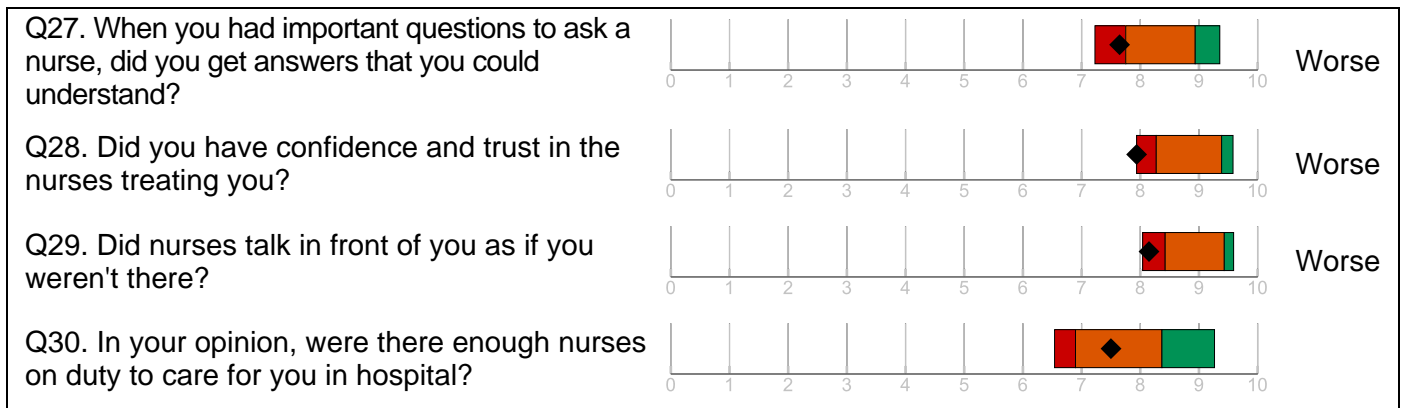 Q27. When you had important questions to ask a
nurse, did you get answers that you could
understand?
0 1 2 3 4 5 6 7 8 9 10
Worse
Q28. Did you have confidence and trust in the
nurses treating you?
0 1 2 3 4 5 6 7 8 9 10
Worse
Q29. Did nurses talk in front of you as if you
weren't there?
0 1 2 3 4 5 6 7 8 9 10
Worse
Q30. In your opinion, were there enough nurses
on duty to care for you in hospital?
0 1 2 3 4 5 6 7 8 9 10